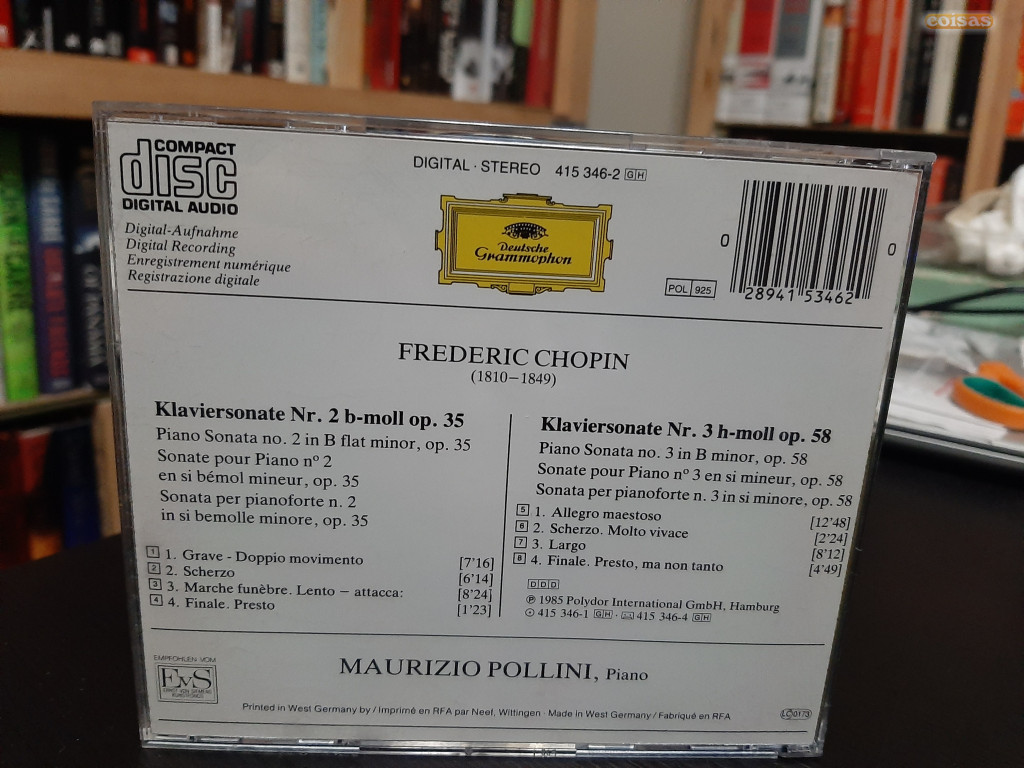 coisas
COMPACT
disc
DIGITAL AUDIO
DIGITAL · STEREO 415 346-2 GH
Digital-Aufnahme
Digital Recording
Enregistrement numérique
Registrazione digitale
Deutsche
Grammophon
POL 925
0 28941 53462 0
FREDERIC CHOPIN
(1810–1849)
Klaviersonate Nr. 2 b-moll op. 35
Piano Sonata no. 2 in B flat minor, op. 35
Sonate pour Piano nº 2
en si bémol mineur, op. 35
Sonata per pianoforte n. 2
in si bemolle minore, op. 35
1 1. Grave - Doppio movimento [7'16]
2 2. Scherzo [6'14]
3 3. Marche funèbre. Lento – attacca: [8'24]
4 4. Finale. Presto [1'23]
Klaviersonate Nr. 3 h-moll op. 58
Piano Sonata no. 3 in B minor, op. 58
Sonate pour Piano nº 3 en si mineur, op. 58
Sonata per pianoforte n. 3 in si minore, op. 58
5 1. Allegro maestoso [12'48]
6 2. Scherzo. Molto vivace [2'24]
7 3. Largo [8'12]
8 4. Finale. Presto, ma non tanto [4'49]
DDD
℗ 1985 Polydor International GmbH, Hamburg
415 346-1 GH · 415 346-4 GH
EMPFOHLEN VOM
EvS
ERNST VON SIEMENS
MAURIZIO POLLINI, Piano
Printed in West Germany by / Imprimé en RFA par Neef, Wittingen · Made in West Germany / Fabriqué en RFA
LC 0173